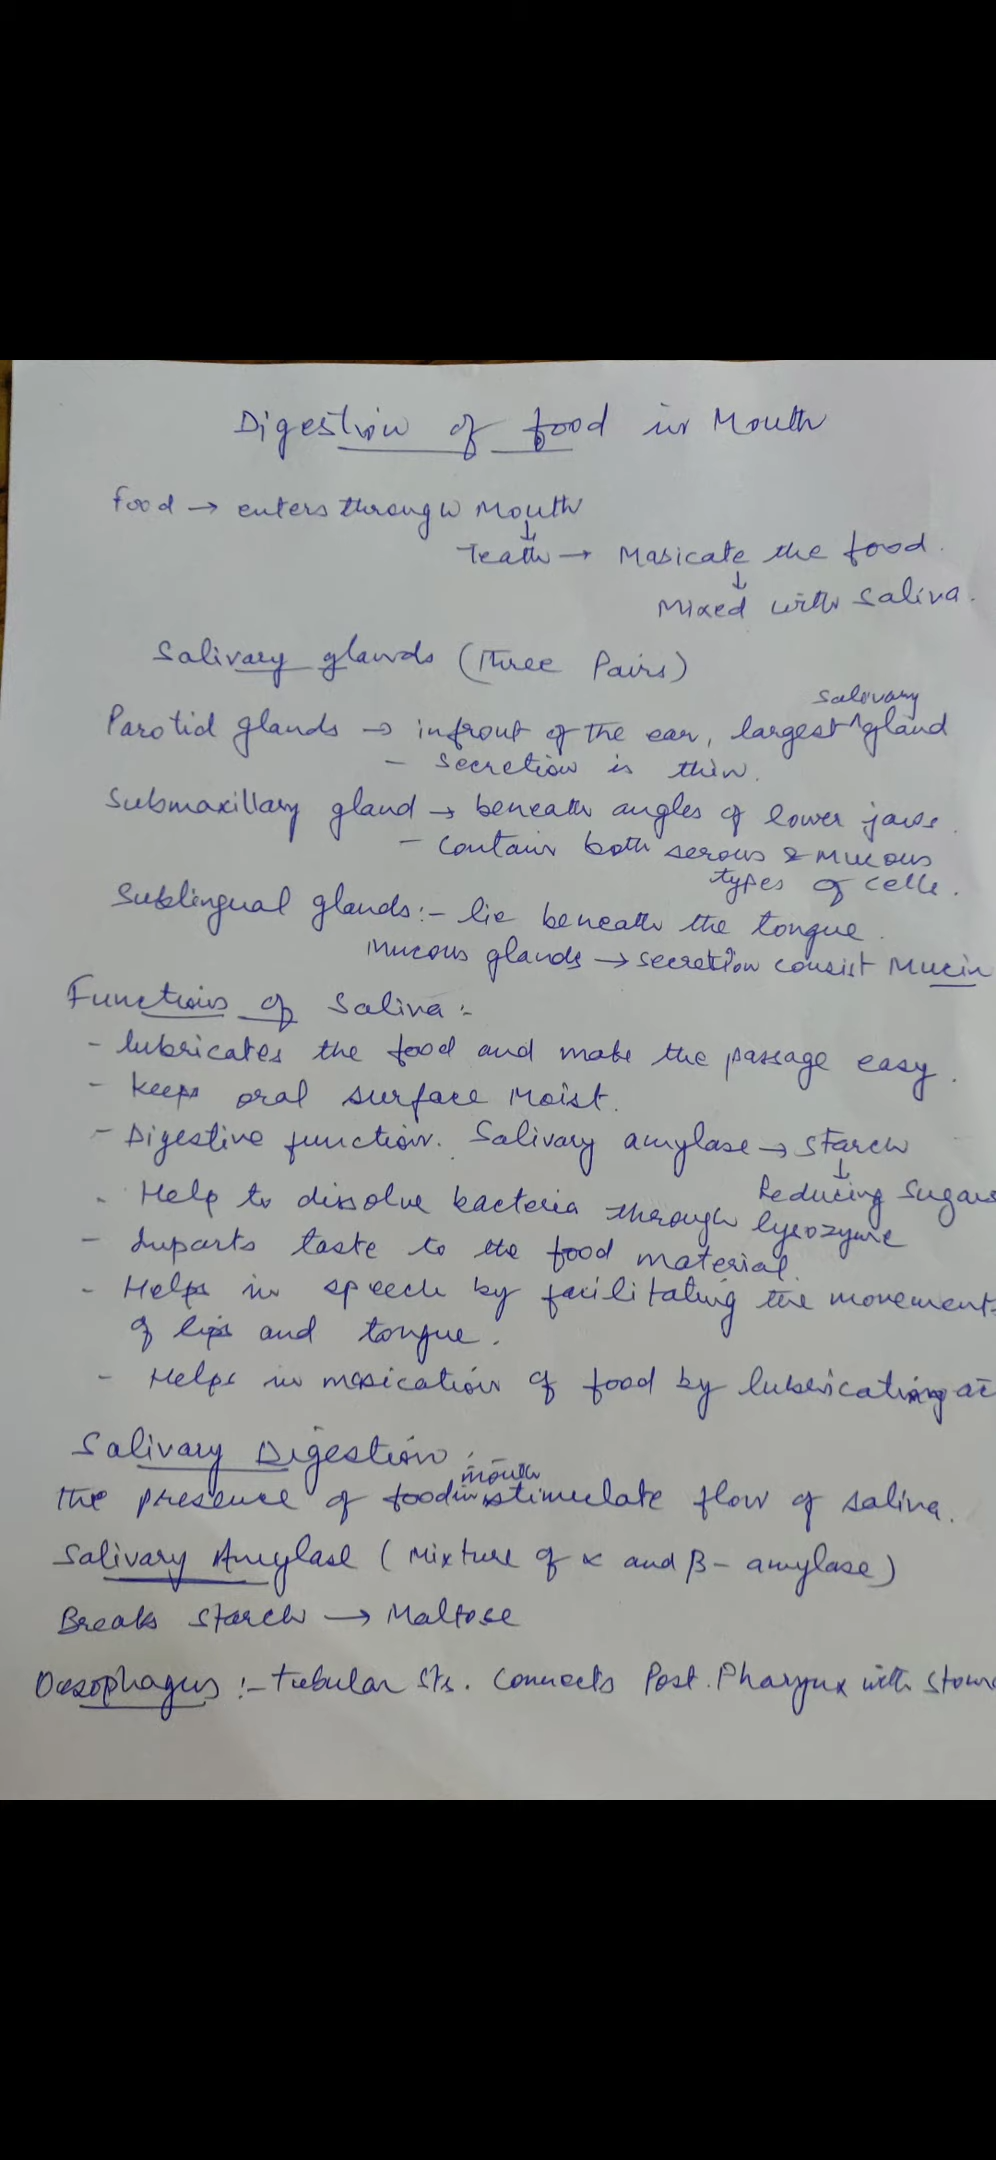 Digestion of food in Mouth
Food → enters through Mouth
↓
Teath → Masicate the food.
↓
Mixed with Saliva.
Salivary glands (Three Pairs)
salivary
Parotid glands → infront of the ear, largest ^ gland
- Secretion is thin.
Submaxillary gland → beneath angles of lower jaws.
- Contain both serous & mucous
types of cells.
Sublingual glands:- lie beneath the tongue.
mucous glands → secretion consist Mucin
Functions of Saliva:-
- lubricates the food and make the passage easy.
- keeps oral surface Moist.
- Digestive function. Salivary amylase → Starch
↓
Reducing Sugars
- Help to dissolve bacteria through lysozyme
- Imparts taste to the food material.
- Helps in speech by facilitating the movements
of lips and tongue.
- Helps in masication of food by lubricating
Salivary Digestion:
mouth
The presence of food in ^ stimulate flow of saliva.
Salivary Amylase (Mixture of α and β- amylase)
Breaks Starch → Maltose
Oesophagus:- Tubular Sts. Connects Post. Pharynx with